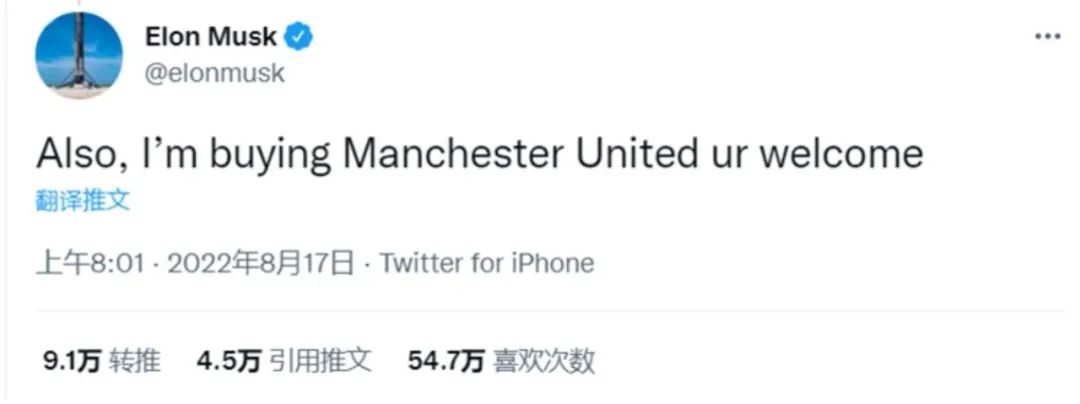 Elon Musk
@elonmusk
Also, I’m buying Manchester United ur welcome
翻译推文
上午8:01 · 2022年8月17日 · Twitter for iPhone
9.1万 转推 4.5万 引用推文 54.7万 喜欢次数